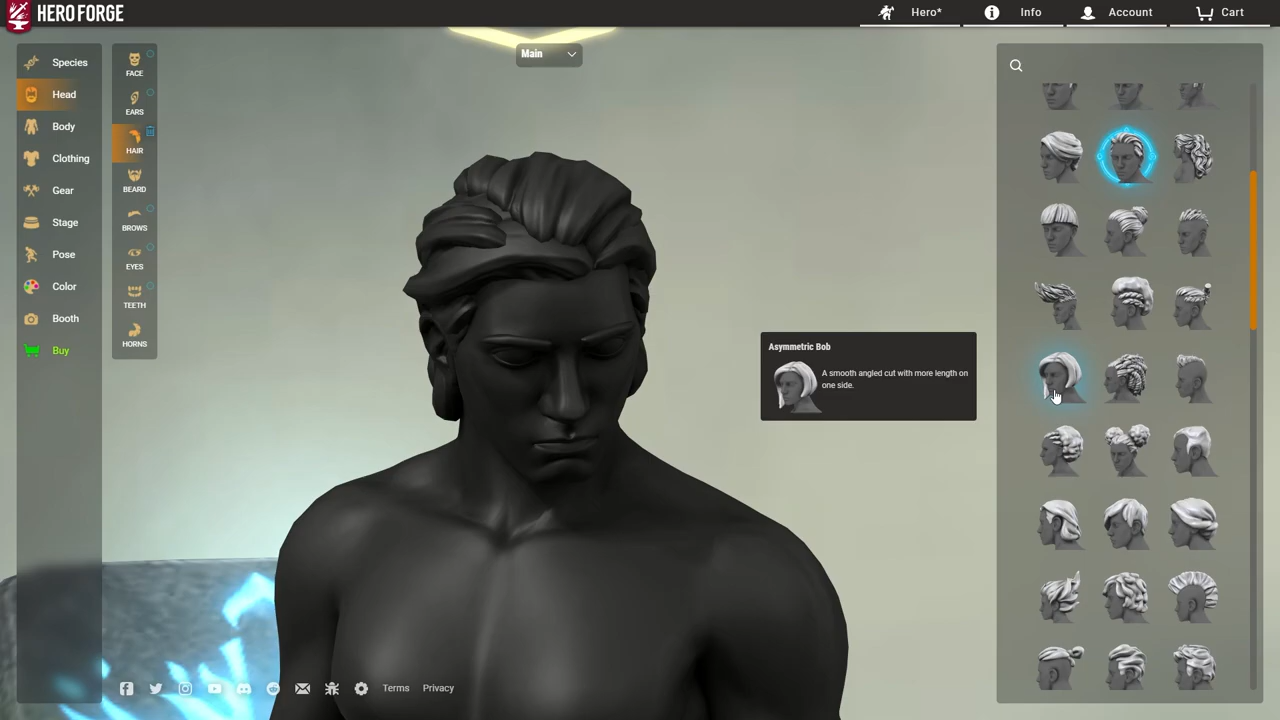 HERO FORGE
Hero*
Info
Account
Cart
Main
Species
Head
Body
Clothing
Gear
Stage
Pose
Color
Booth
Buy
FACE
EARS
HAIR
BEARD
BROWS
EYES
TEETH
HORNS
Asymmetric Bob
A smooth angled cut with more length on
one side.
Terms
Privacy